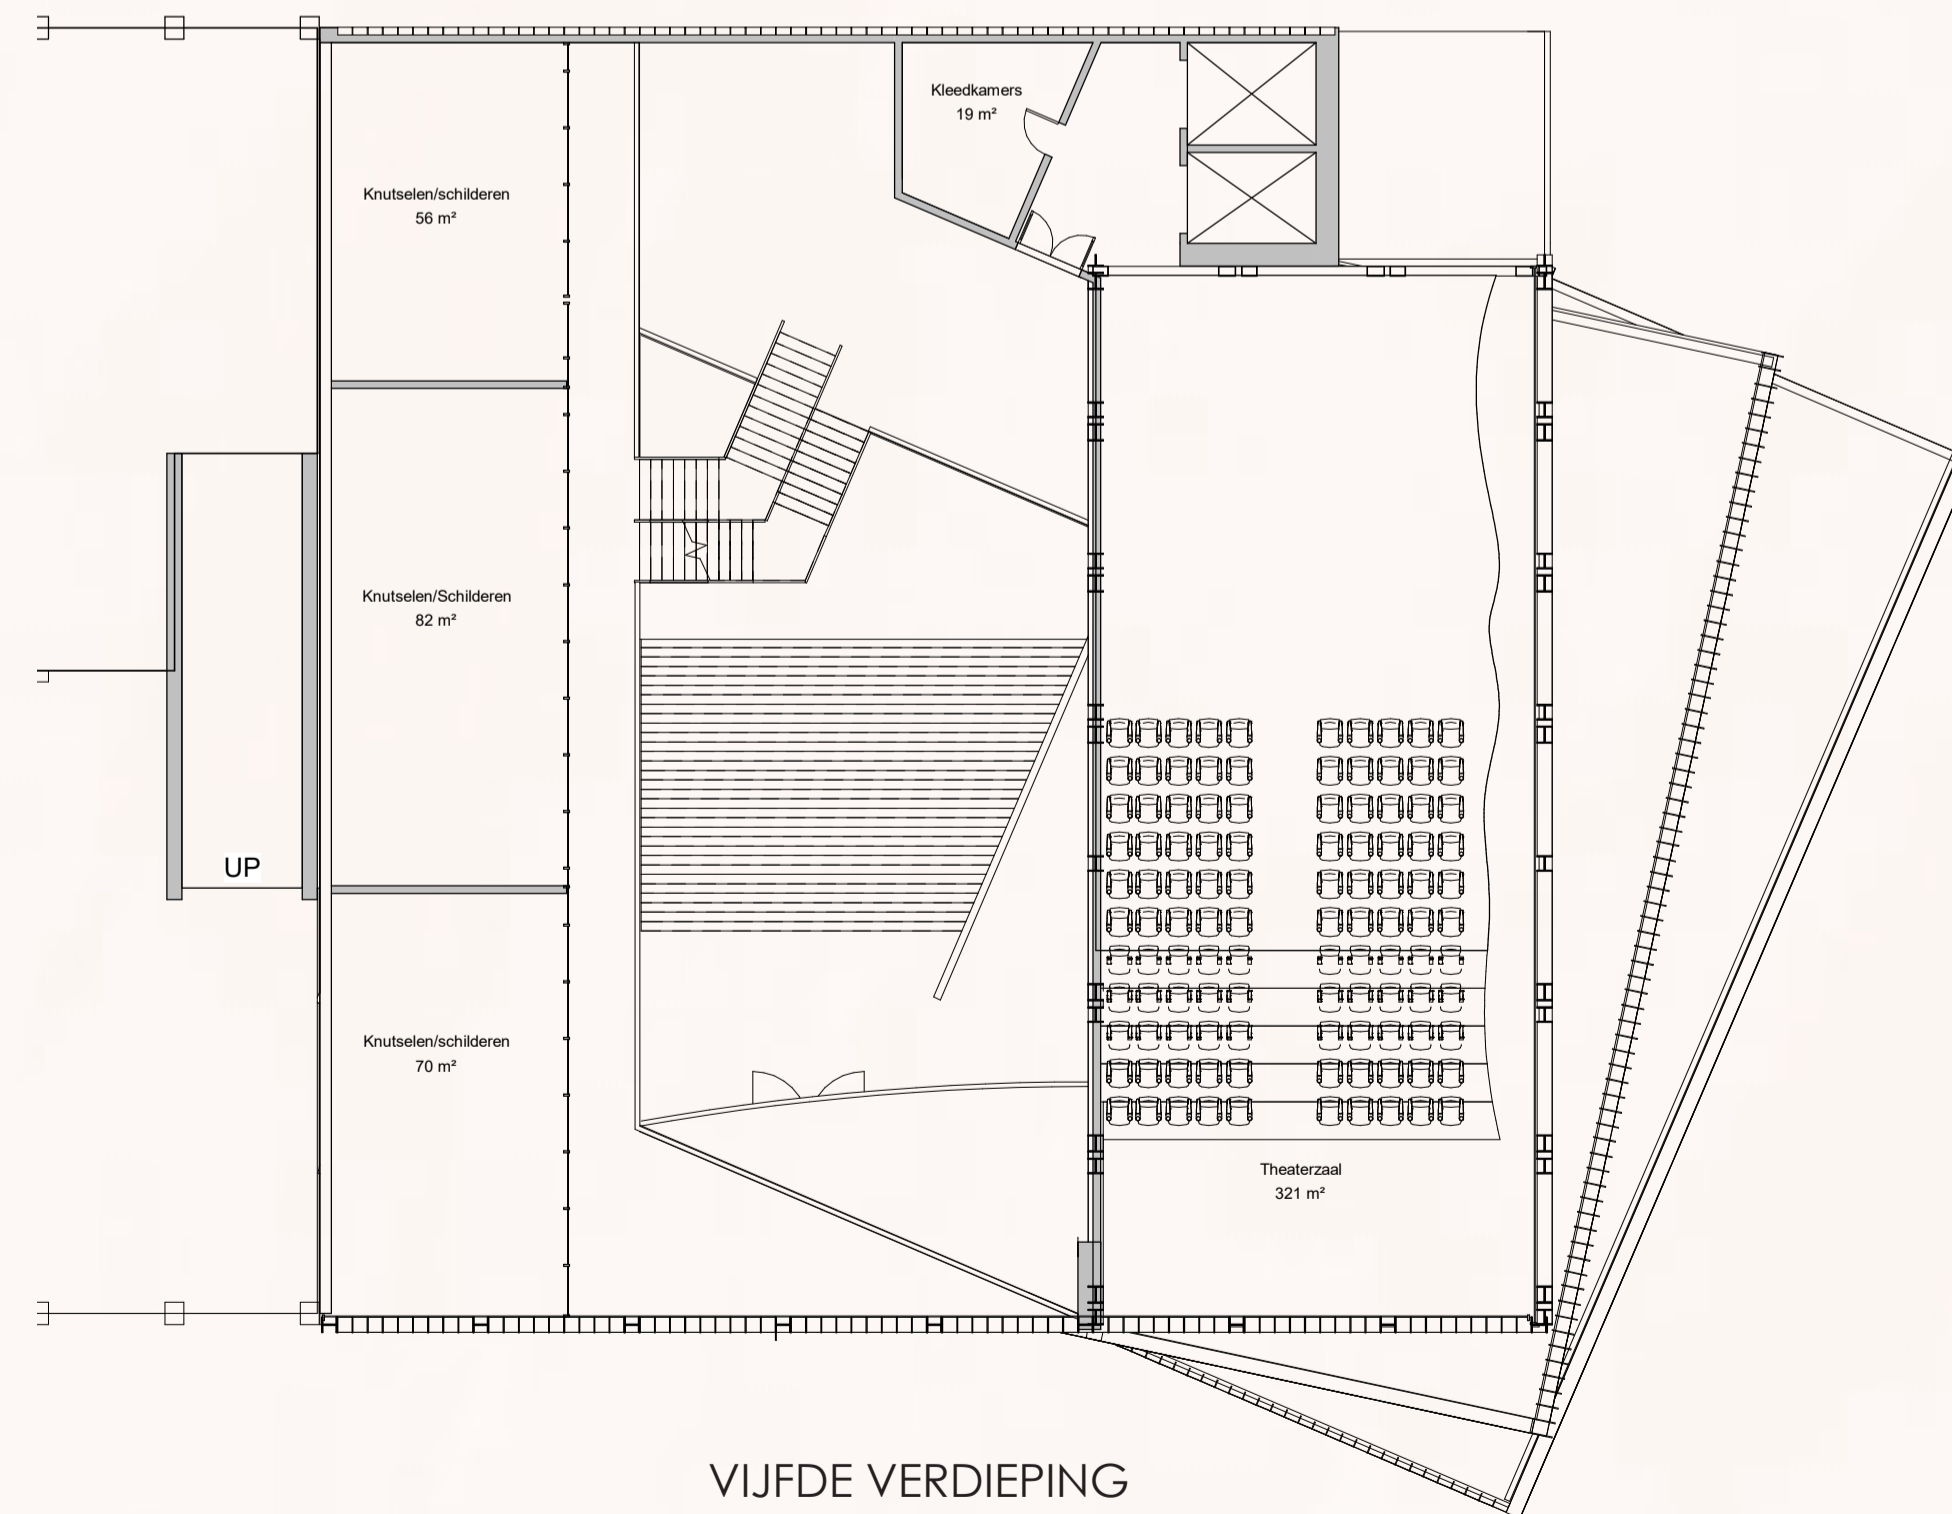 Kleedkamers
19 m²
Knutselen/schilderen
56 m²
Knutselen/Schilderen
82 m²
UP
Knutselen/schilderen
70 m²
Theaterzaal
321 m²
VIJFDE VERDIEPING